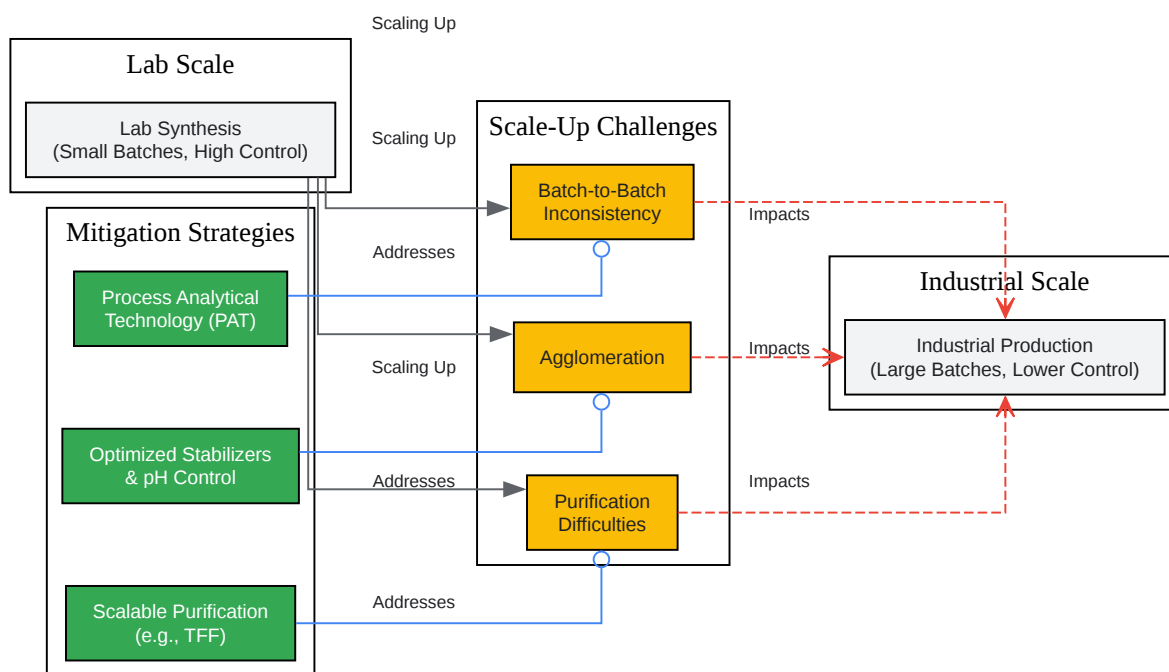 Scaling Up
Lab Scale
Lab Synthesis
(Small Batches, High Control)
Scaling Up
Scale-Up Challenges
Batch-to-Batch
Inconsistency
Impacts
Mitigation Strategies
Addresses
Process Analytical
Technology (PAT)
Industrial Scale
Industrial Production
(Large Batches, Lower Control)
Agglomeration
Impacts
Scaling Up
Optimized Stabilizers
& pH Control
Addresses
Purification
Difficulties
Impacts
Scalable Purification
(e.g., TFF)
Addresses